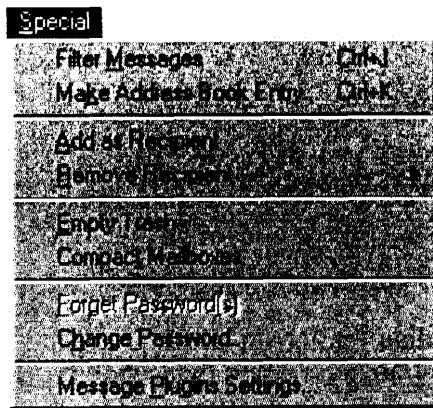 Special
Filter Messages Ctrl+J
Make Address Book Entry... Ctrl+K
Add as Recipient
Remove Recipient
Empty Trash
Compact Mailboxes
Forget Password(s)
Change Password...
Message Plugins Settings...